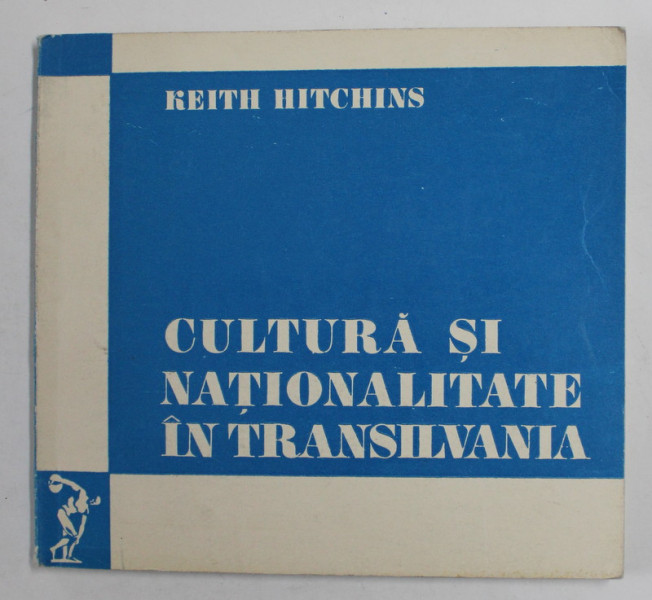 KEITH HITCHINS
CULTURĂ ȘI
NAȚIONALITATE
ÎN TRANSILVANIA